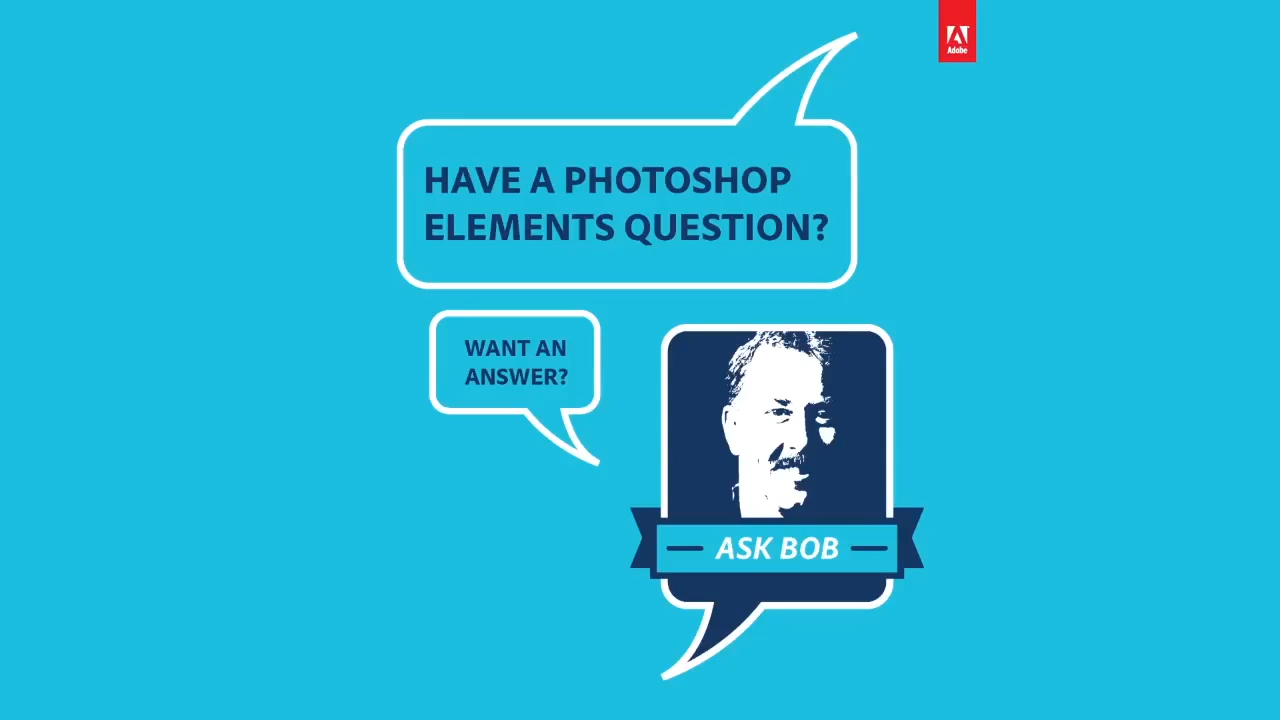 Adobe
HAVE A PHOTOSHOP
ELEMENTS QUESTION?
WANT AN
ANSWER?
ASK BOB